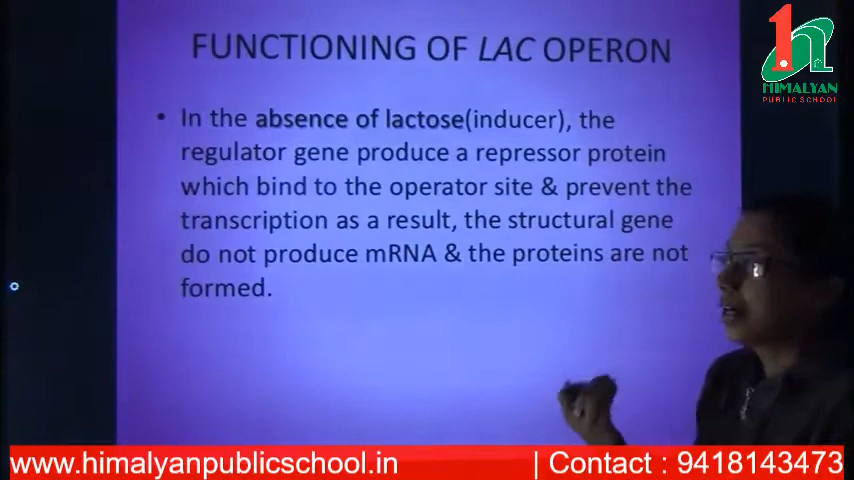 FUNCTIONING OF LAC OPERON
• In the absence of lactose(inducer), the
regulator gene produce a repressor protein
which bind to the operator site & prevent the
transcription as a result, the structural gene
do not produce mRNA & the proteins are not
formed.
1h
HIMALYAN
PUBLIC SCHOOL
www.himalyanpublicschool.in
| Contact : 9418143473